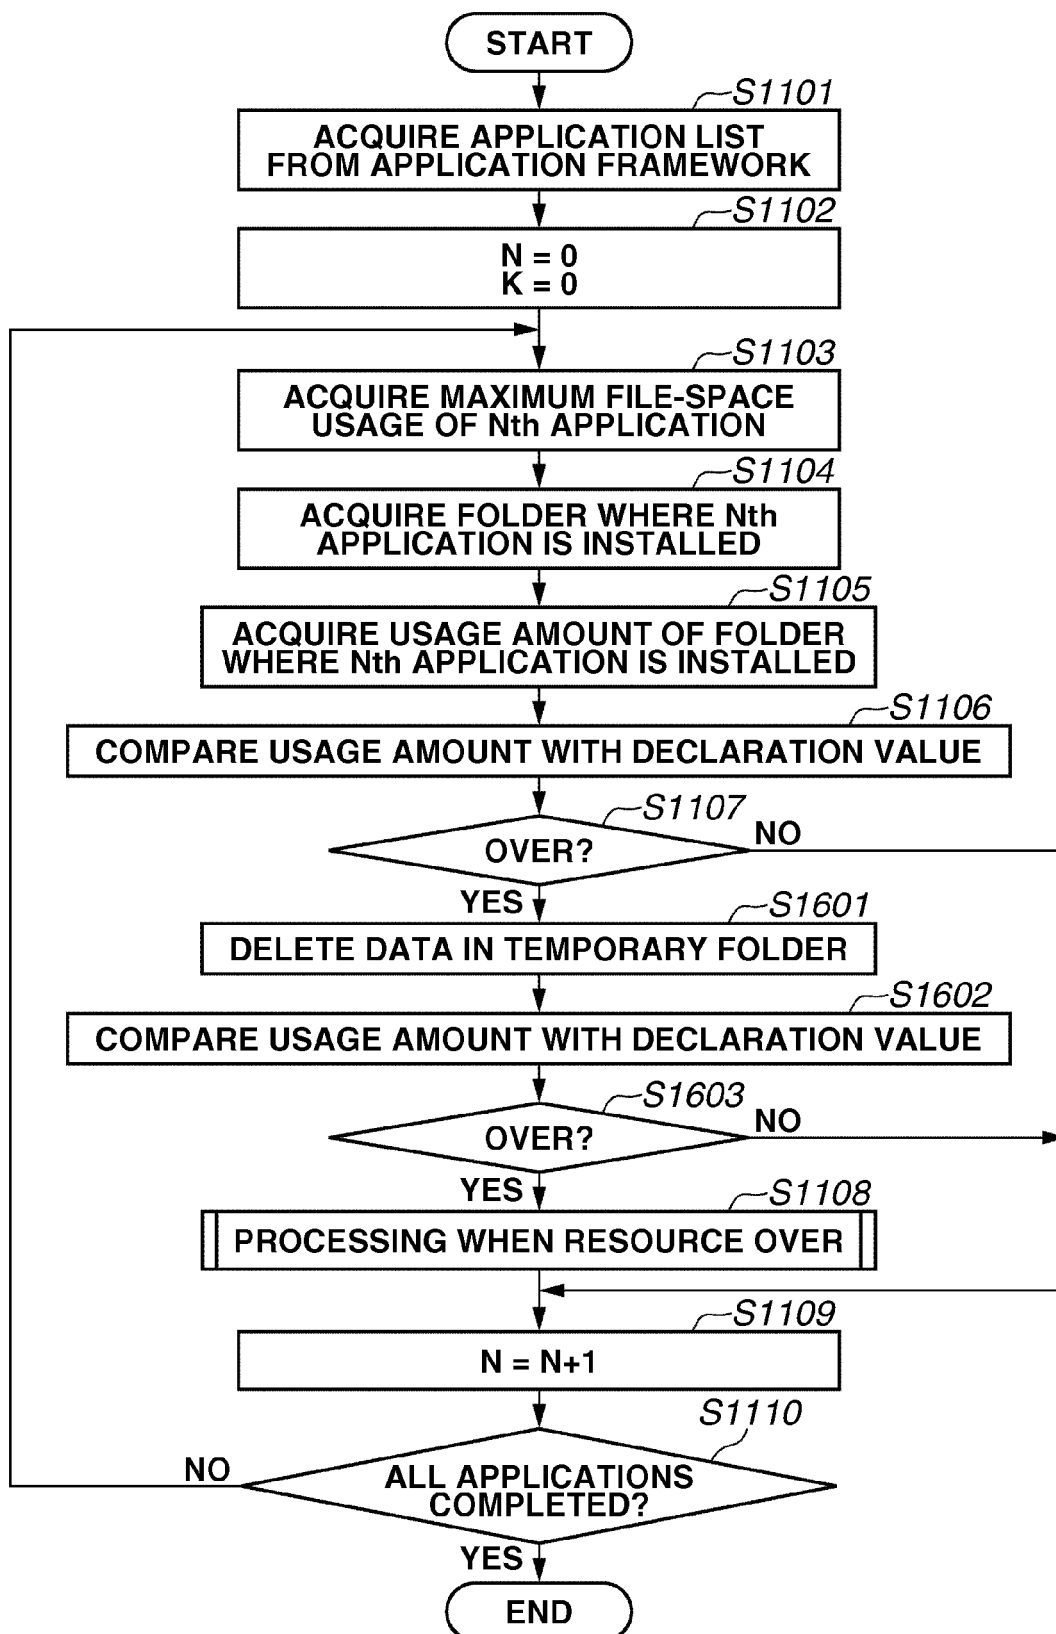 START
S1101
ACQUIRE APPLICATION LIST
FROM APPLICATION FRAMEWORK
S1102
N = 0
K = 0
S1103
ACQUIRE MAXIMUM FILE-SPACE
USAGE OF Nth APPLICATION
S1104
ACQUIRE FOLDER WHERE Nth
APPLICATION IS INSTALLED
S1105
ACQUIRE USAGE AMOUNT OF FOLDER
WHERE Nth APPLICATION IS INSTALLED
S1106
COMPARE USAGE AMOUNT WITH DECLARATION VALUE
S1107
OVER?
NO
YES
S1601
DELETE DATA IN TEMPORARY FOLDER
S1602
COMPARE USAGE AMOUNT WITH DECLARATION VALUE
S1603
OVER?
NO
YES
S1108
PROCESSING WHEN RESOURCE OVER
S1109
N = N+1
S1110
NO
ALL APPLICATIONS
COMPLETED?
YES
END